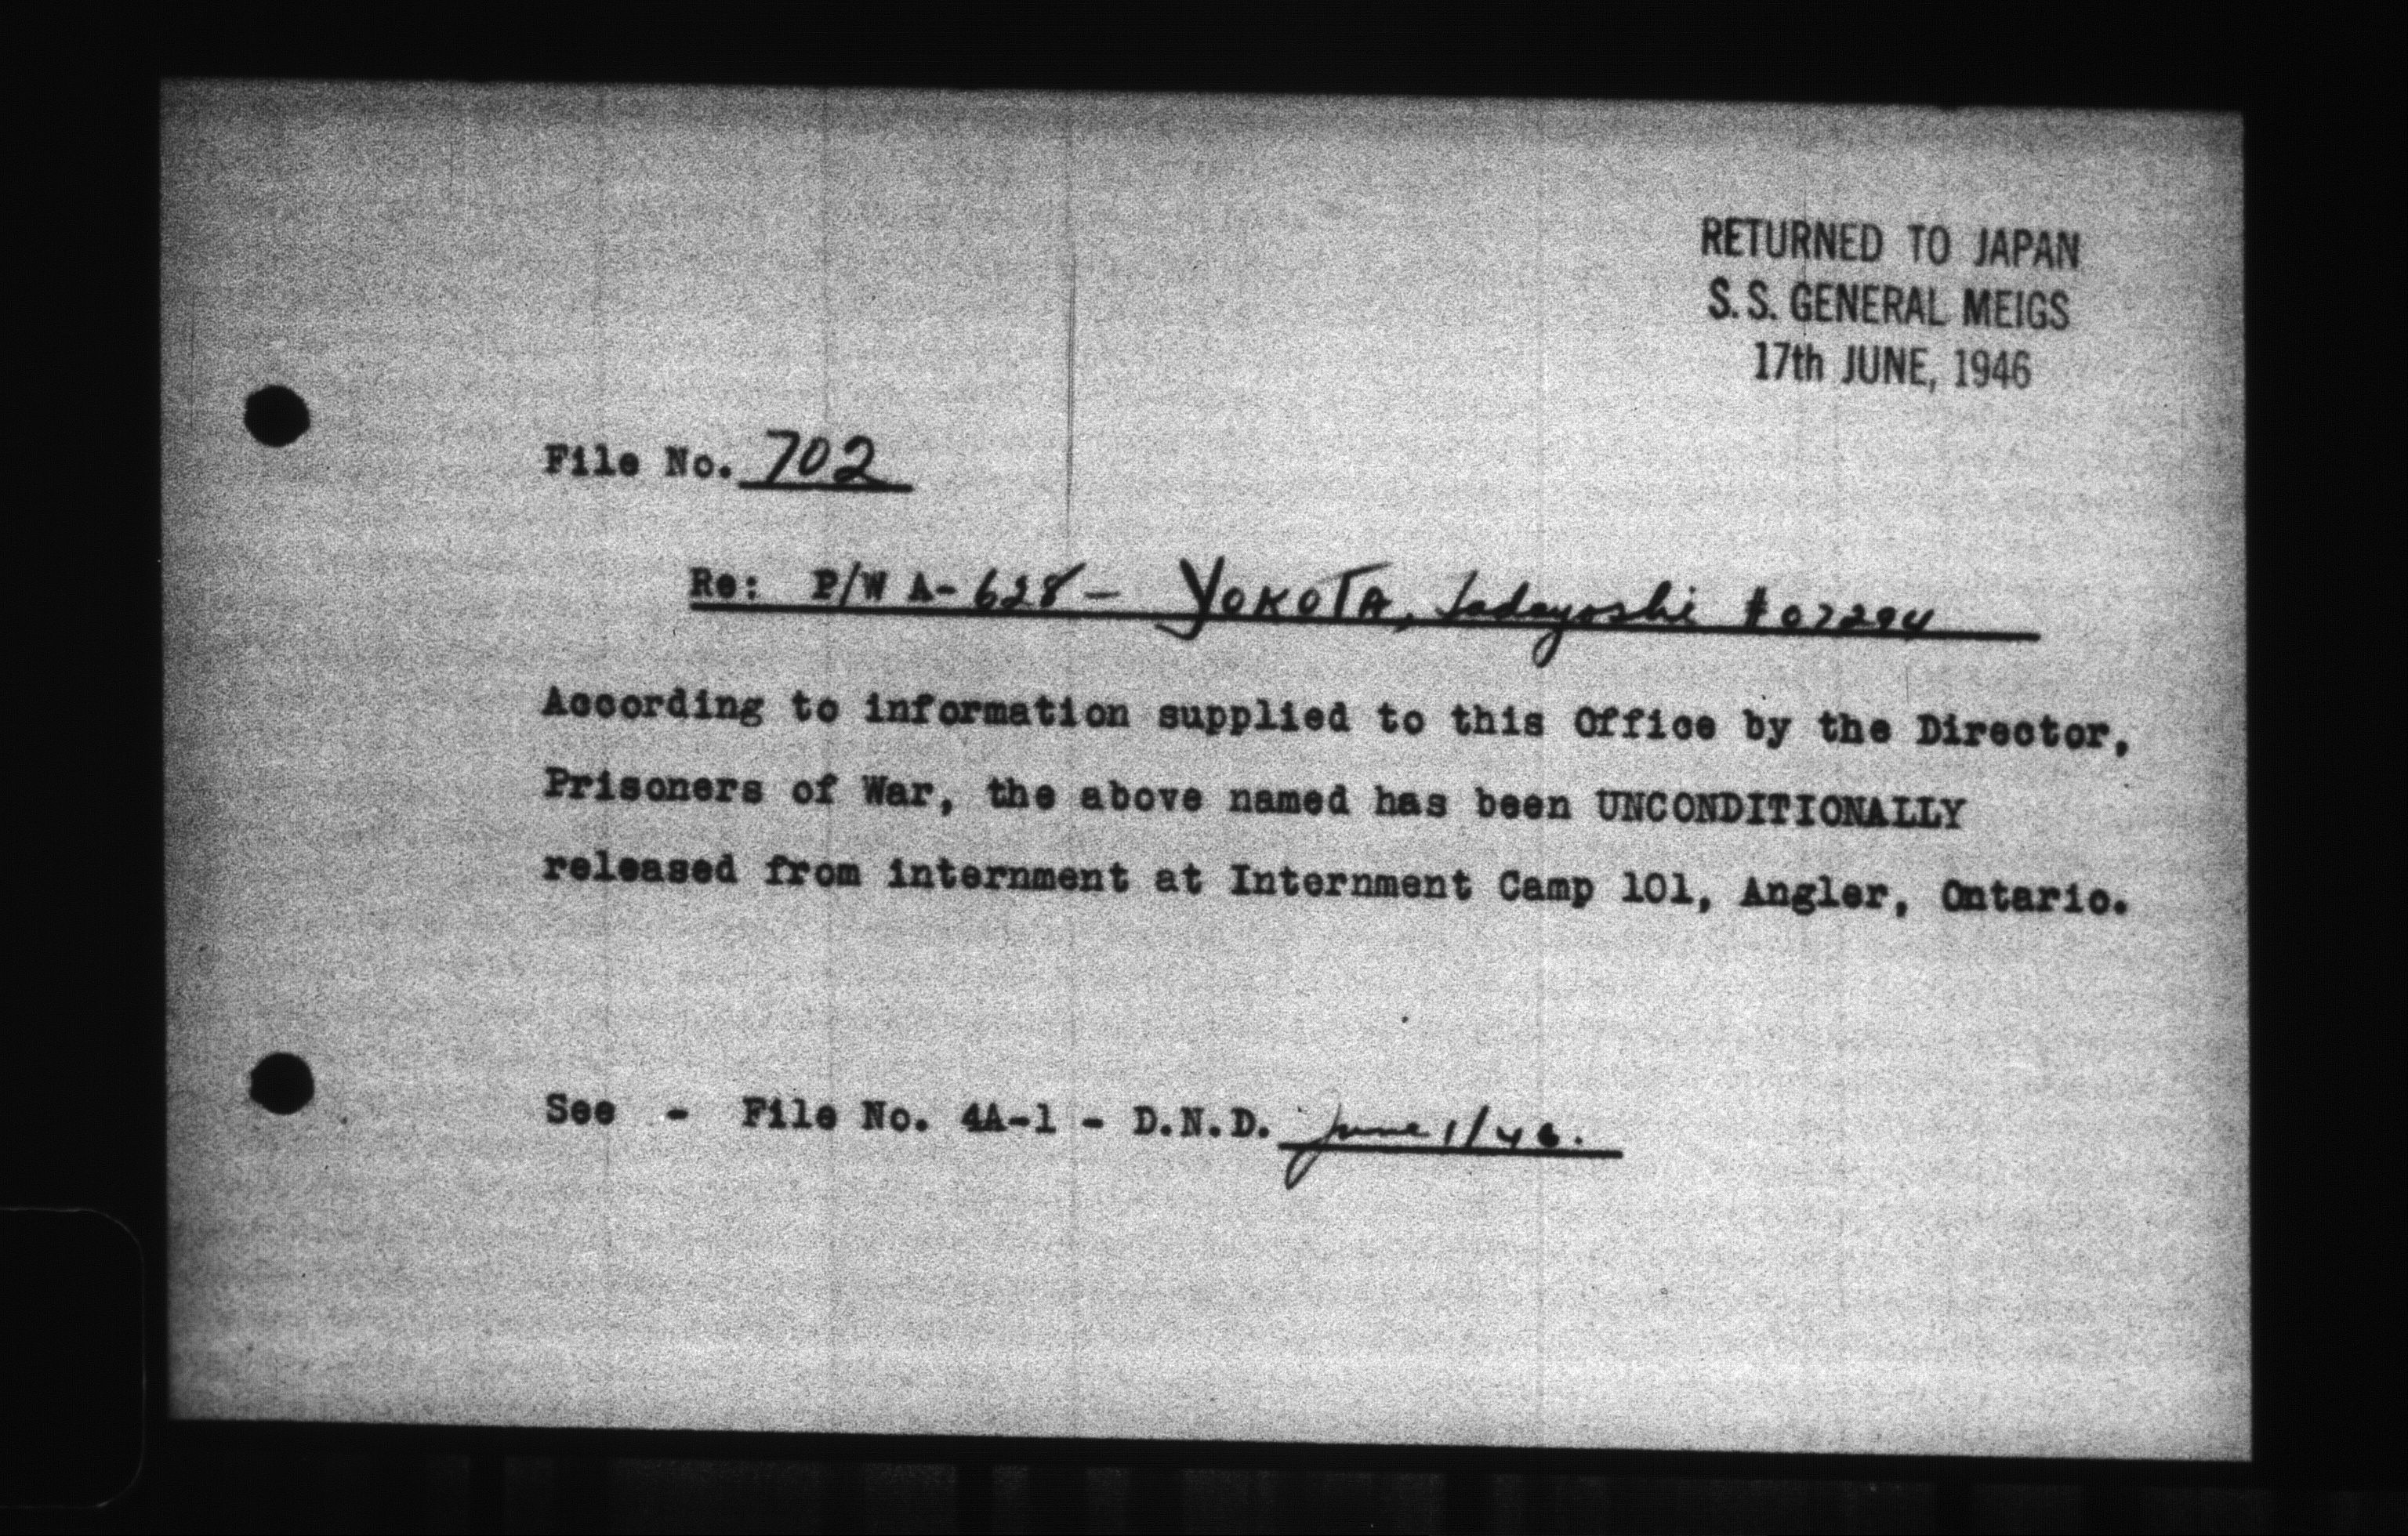 RETURNED TO JAPAN
S. S. GENERAL MEIGS
17th JUNE, 1946
File No. 702
Re: P/W A-628 - YOKOTA, Tadayoshi #07294
According to information supplied to this Office by the Director,
Prisoners of War, the above named has been UNCONDITIONALLY
released from internment at Internment Camp 101, Angler, Ontario.
See - File No. 4A-1 - D.N.D. June 1/46.